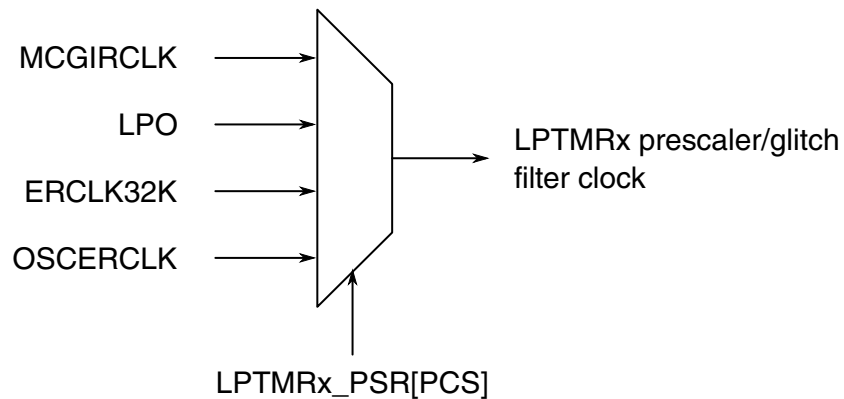 MCGIRCLK
LPO
ERCLK32K
OSCERCLK
LPTMRx prescaler/glitch
filter clock
LPTMRx_PSR[PCS]